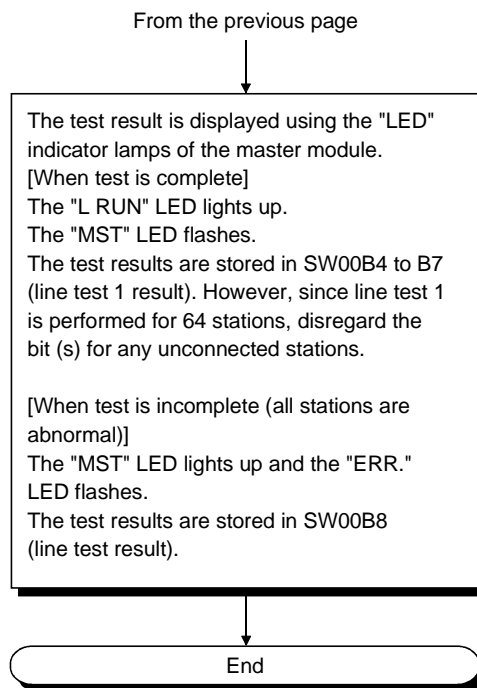 From the previous page
The test result is displayed using the "LED"
indicator lamps of the master module.
[When test is complete]
The "L RUN" LED lights up.
The "MST" LED flashes.
The test results are stored in SW00B4 to B7
(line test 1 result). However, since line test 1
is performed for 64 stations, disregard the
bit (s) for any unconnected stations.
[When test is incomplete (all stations are
abnormal)]
The "MST" LED lights up and the "ERR."
LED flashes.
The test results are stored in SW00B8
(line test result).
End